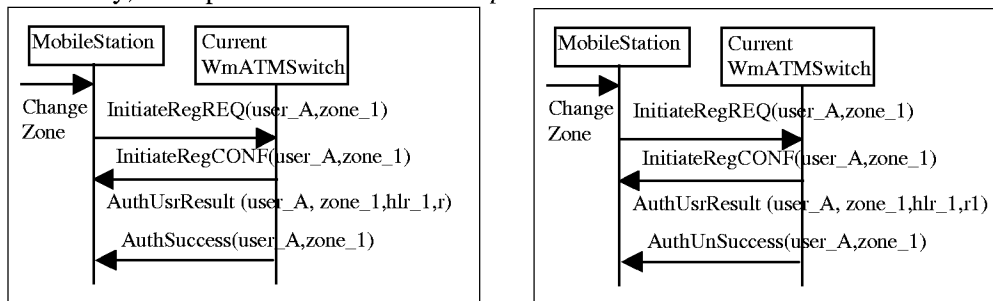 MobileStation
Current
WmATMSwitch
Change
Zone
InitiateRegREQ(user_A,zone_1)
InitiateRegCONF(user_A,zone_1)
AuthUsrResult (user_A, zone_1,hlr_1,r)
AuthSuccess(user_A,zone_1)
MobileStation
Current
WmATMSwitch
Change
Zone
InitiateRegREQ(user_A,zone_1)
InitiateRegCONF(user_A,zone_1)
AuthUsrResult (user_A, zone_1,hlr_1,r1)
AuthUnSuccess(user_A,zone_1)